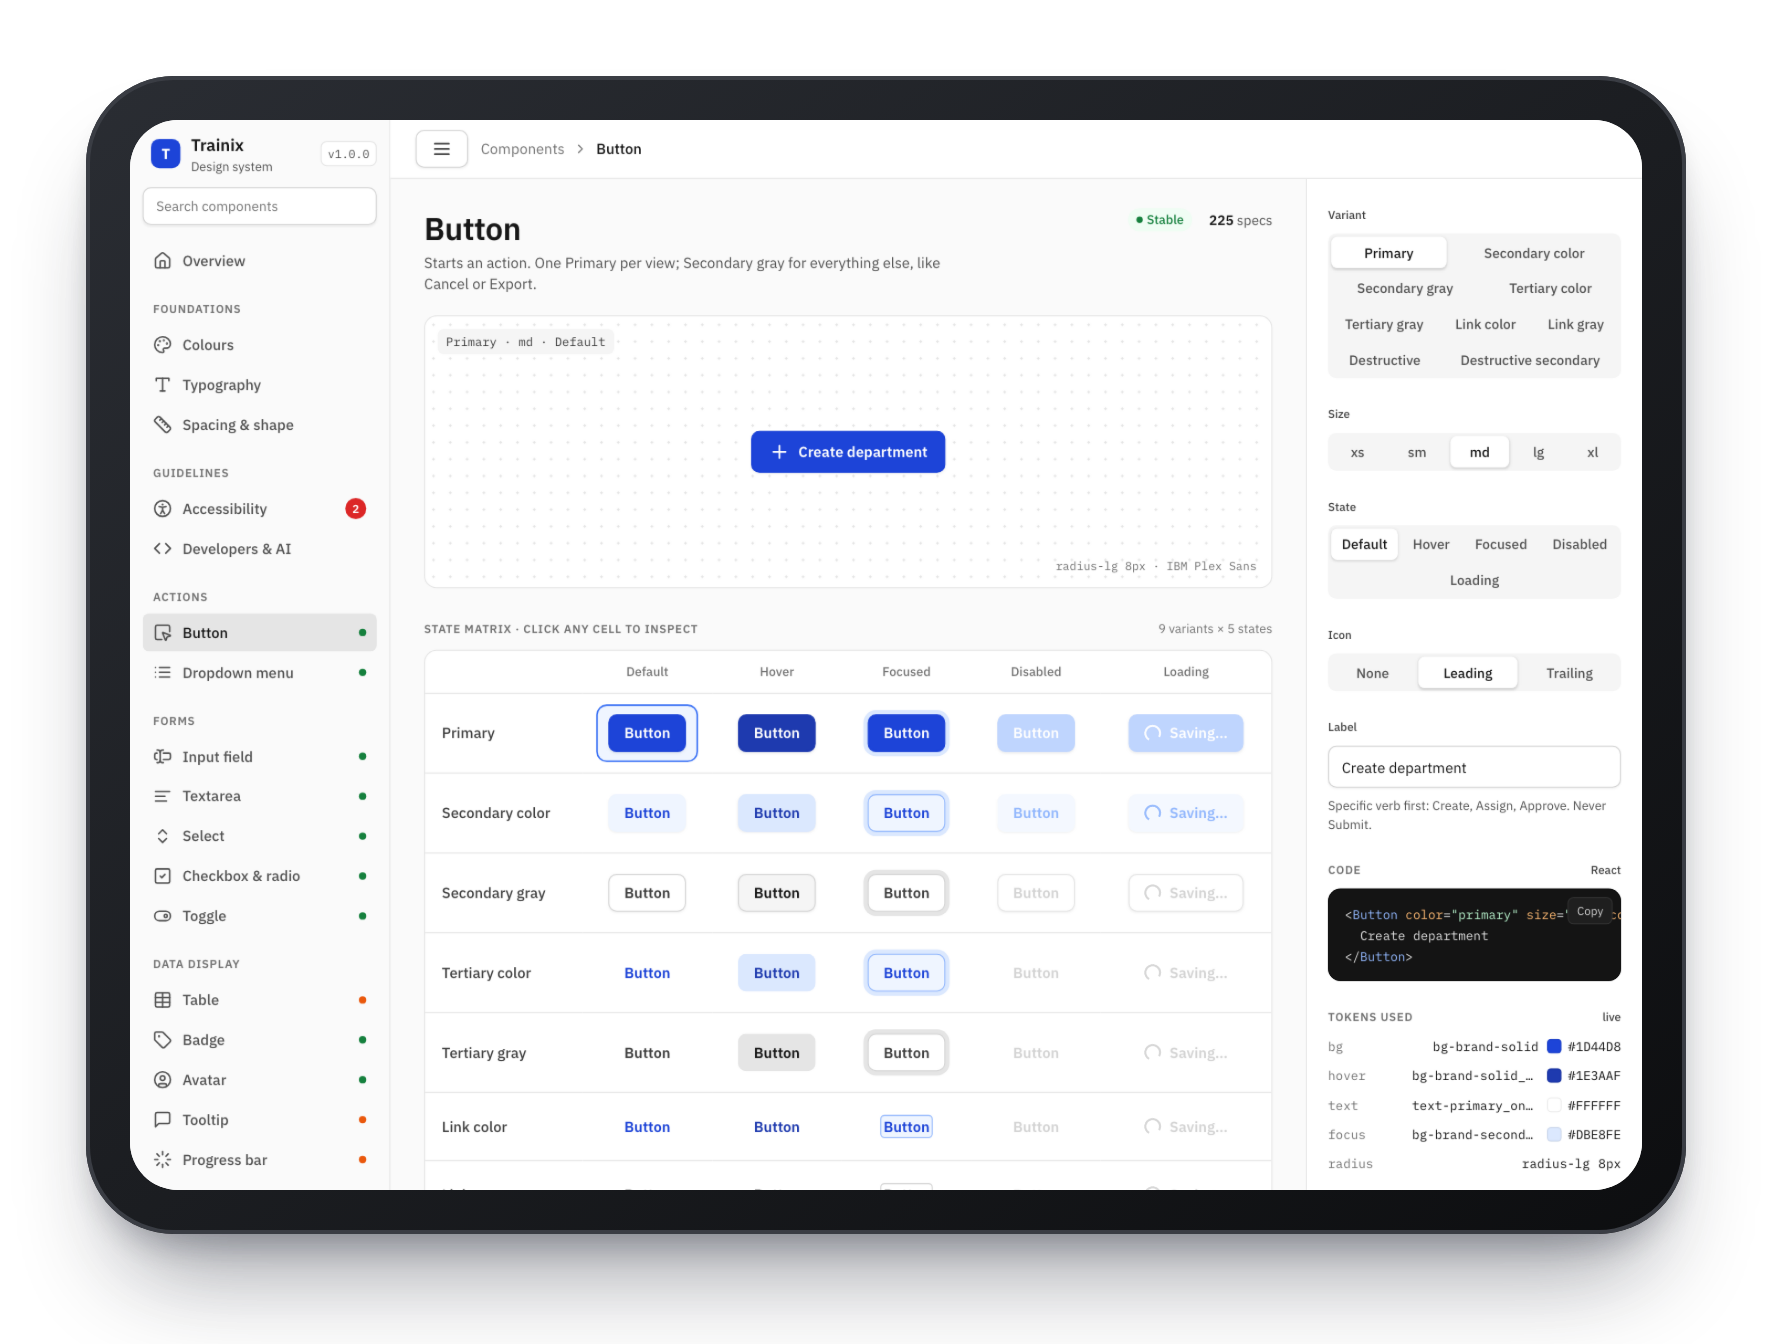 T
Trainix
Design system
v1.0.0
Search components
Overview
FOUNDATIONS
Colours
Typography
Spacing & shape
GUIDELINES
Accessibility 2
Developers & AI
ACTIONS
Button
Dropdown menu
FORMS
Input field
Textarea
Select
Checkbox & radio
Toggle
DATA DISPLAY
Table
Badge
Avatar
Tooltip
Progress bar
Components > Button
Button
Stable 225 specs
Starts an action. One Primary per view; Secondary gray for everything else, like
Cancel or Export.
Primary · md · Default
Create department
radius-lg 8px · IBM Plex Sans
STATE MATRIX · CLICK ANY CELL TO INSPECT 9 variants × 5 states
Default Hover Focused Disabled Loading
Primary Button Button Button Button Saving...
Secondary color Button Button Button Button Saving...
Secondary gray Button Button Button Button Saving...
Tertiary color Button Button Button Button Saving...
Tertiary gray Button Button Button Button Saving...
Link color Button Button Button Button Saving...
Variant
Primary Secondary color
Secondary gray Tertiary color
Tertiary gray Link color Link gray
Destructive Destructive secondary
Size
xs sm md lg xl
State
Default Hover Focused Disabled
Loading
Icon
None Leading Trailing
Label
Create department
Specific verb first: Create, Assign, Approve. Never
Submit.
CODE React
<Button color="primary" size=" Copy
Create department
</Button>
TOKENS USED live
bg bg-brand-solid #1D44D8
hover bg-brand-solid_… #1E3AAF
text text-primary_on… #FFFFFF
focus bg-brand-second… #DBE8FE
radius radius-lg 8px